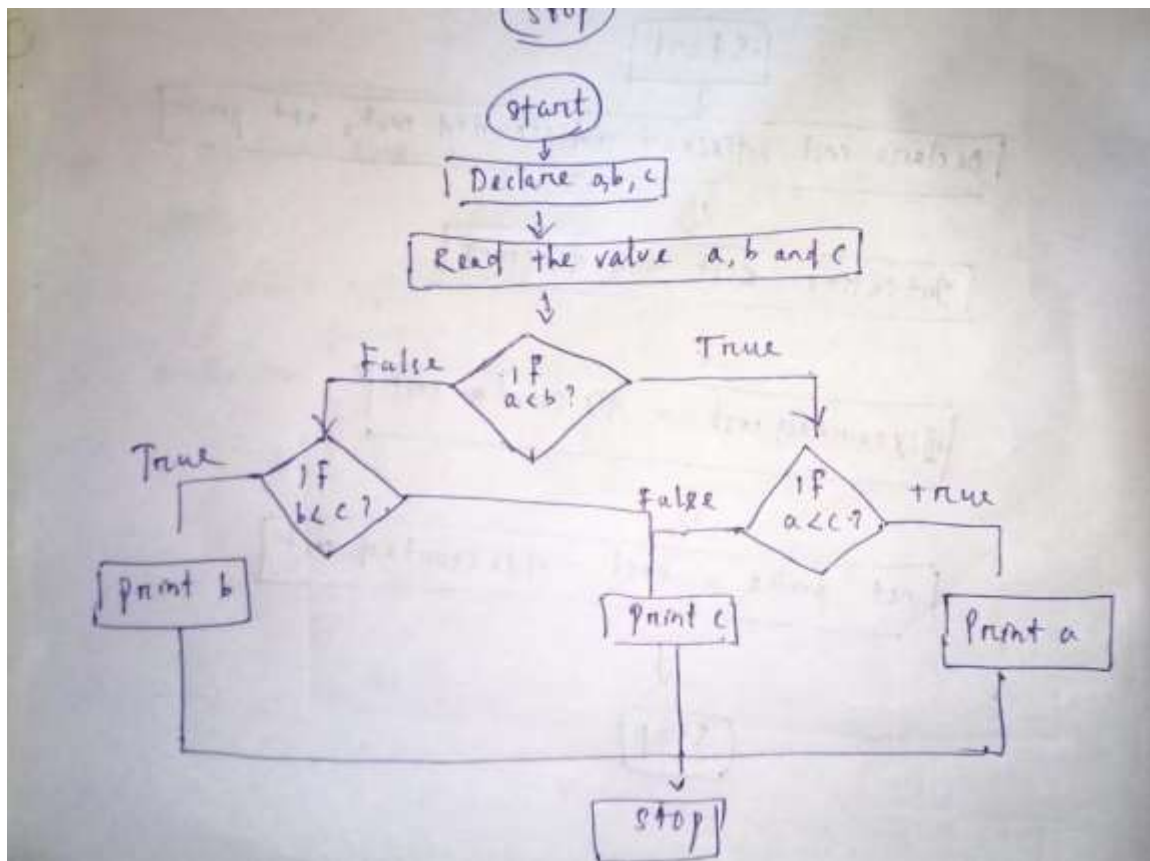 stop
start
Declare a, b, c
Read the value a, b and c
False
True
If
a < b ?
True
If
b < c ?
False
If
a < c ?
true
print b
print c
Print a
stop